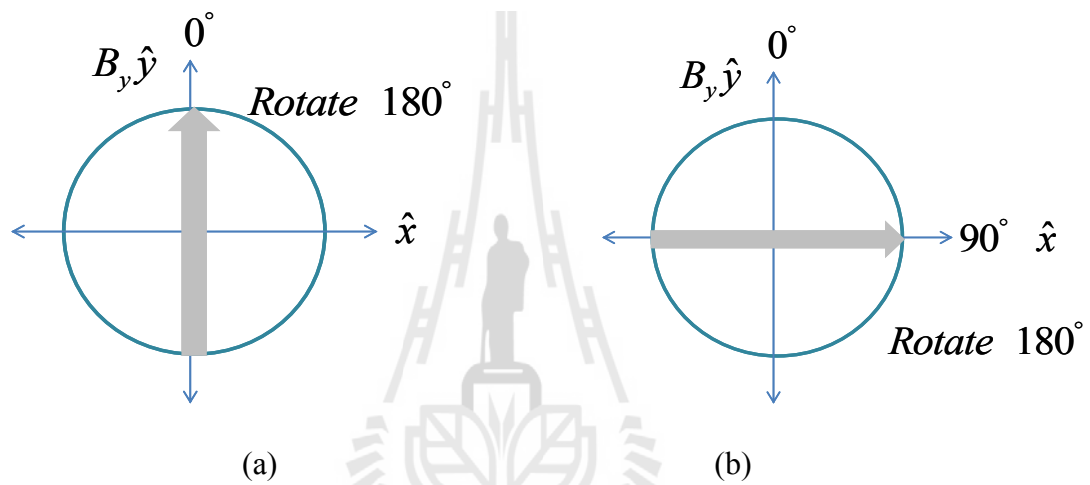 0°
B_y ŷ
Rotate 180°
x̂
(a)
0°
B_y ŷ
90° x̂
Rotate 180°
(b)